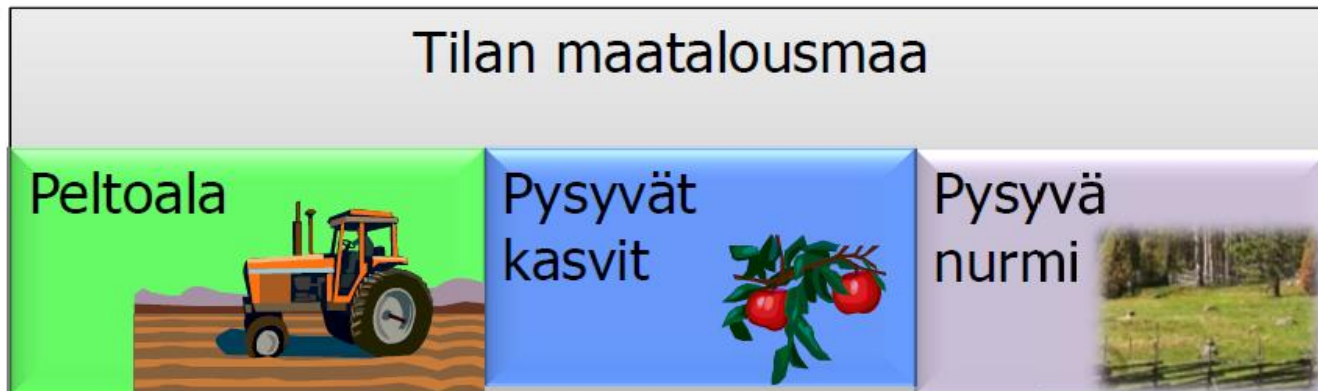 Tilan maatalousmaa
Peltoala
Pysyvät
kasvit
Pysyvä
nurmi